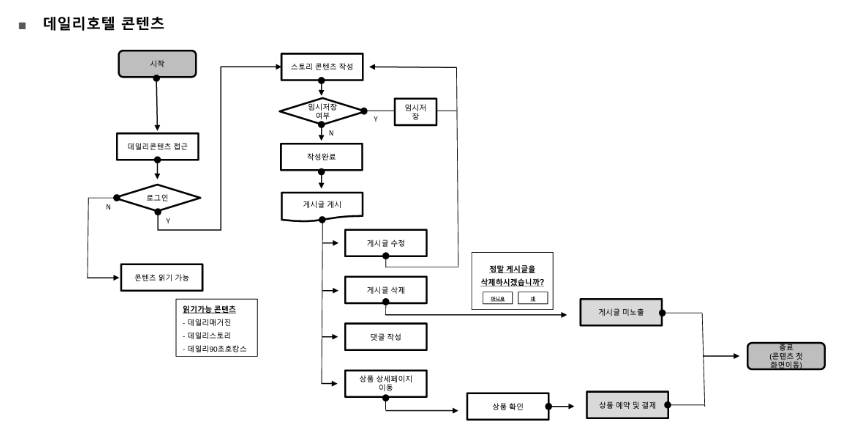 데일리호텔 콘텐츠
시작
스토리 콘텐츠 작성
임시저장
여부
Y
임시저
장
N
데일리콘텐츠 접근
작성완료
로그인
N
Y
게시글 게시
게시글 수정
콘텐츠 읽기 가능
정말 게시글을
삭제하시겠습니까?
아니요
네
게시글 삭제
읽기가능 콘텐츠
- 데일리매거진
- 데일리스토리
- 데일리90초호캉스
게시글 미노출
댓글 작성
종료
(콘텐츠 첫
화면이동)
상품 상세페이지
이동
상품 확인
상품 예약 및 결제